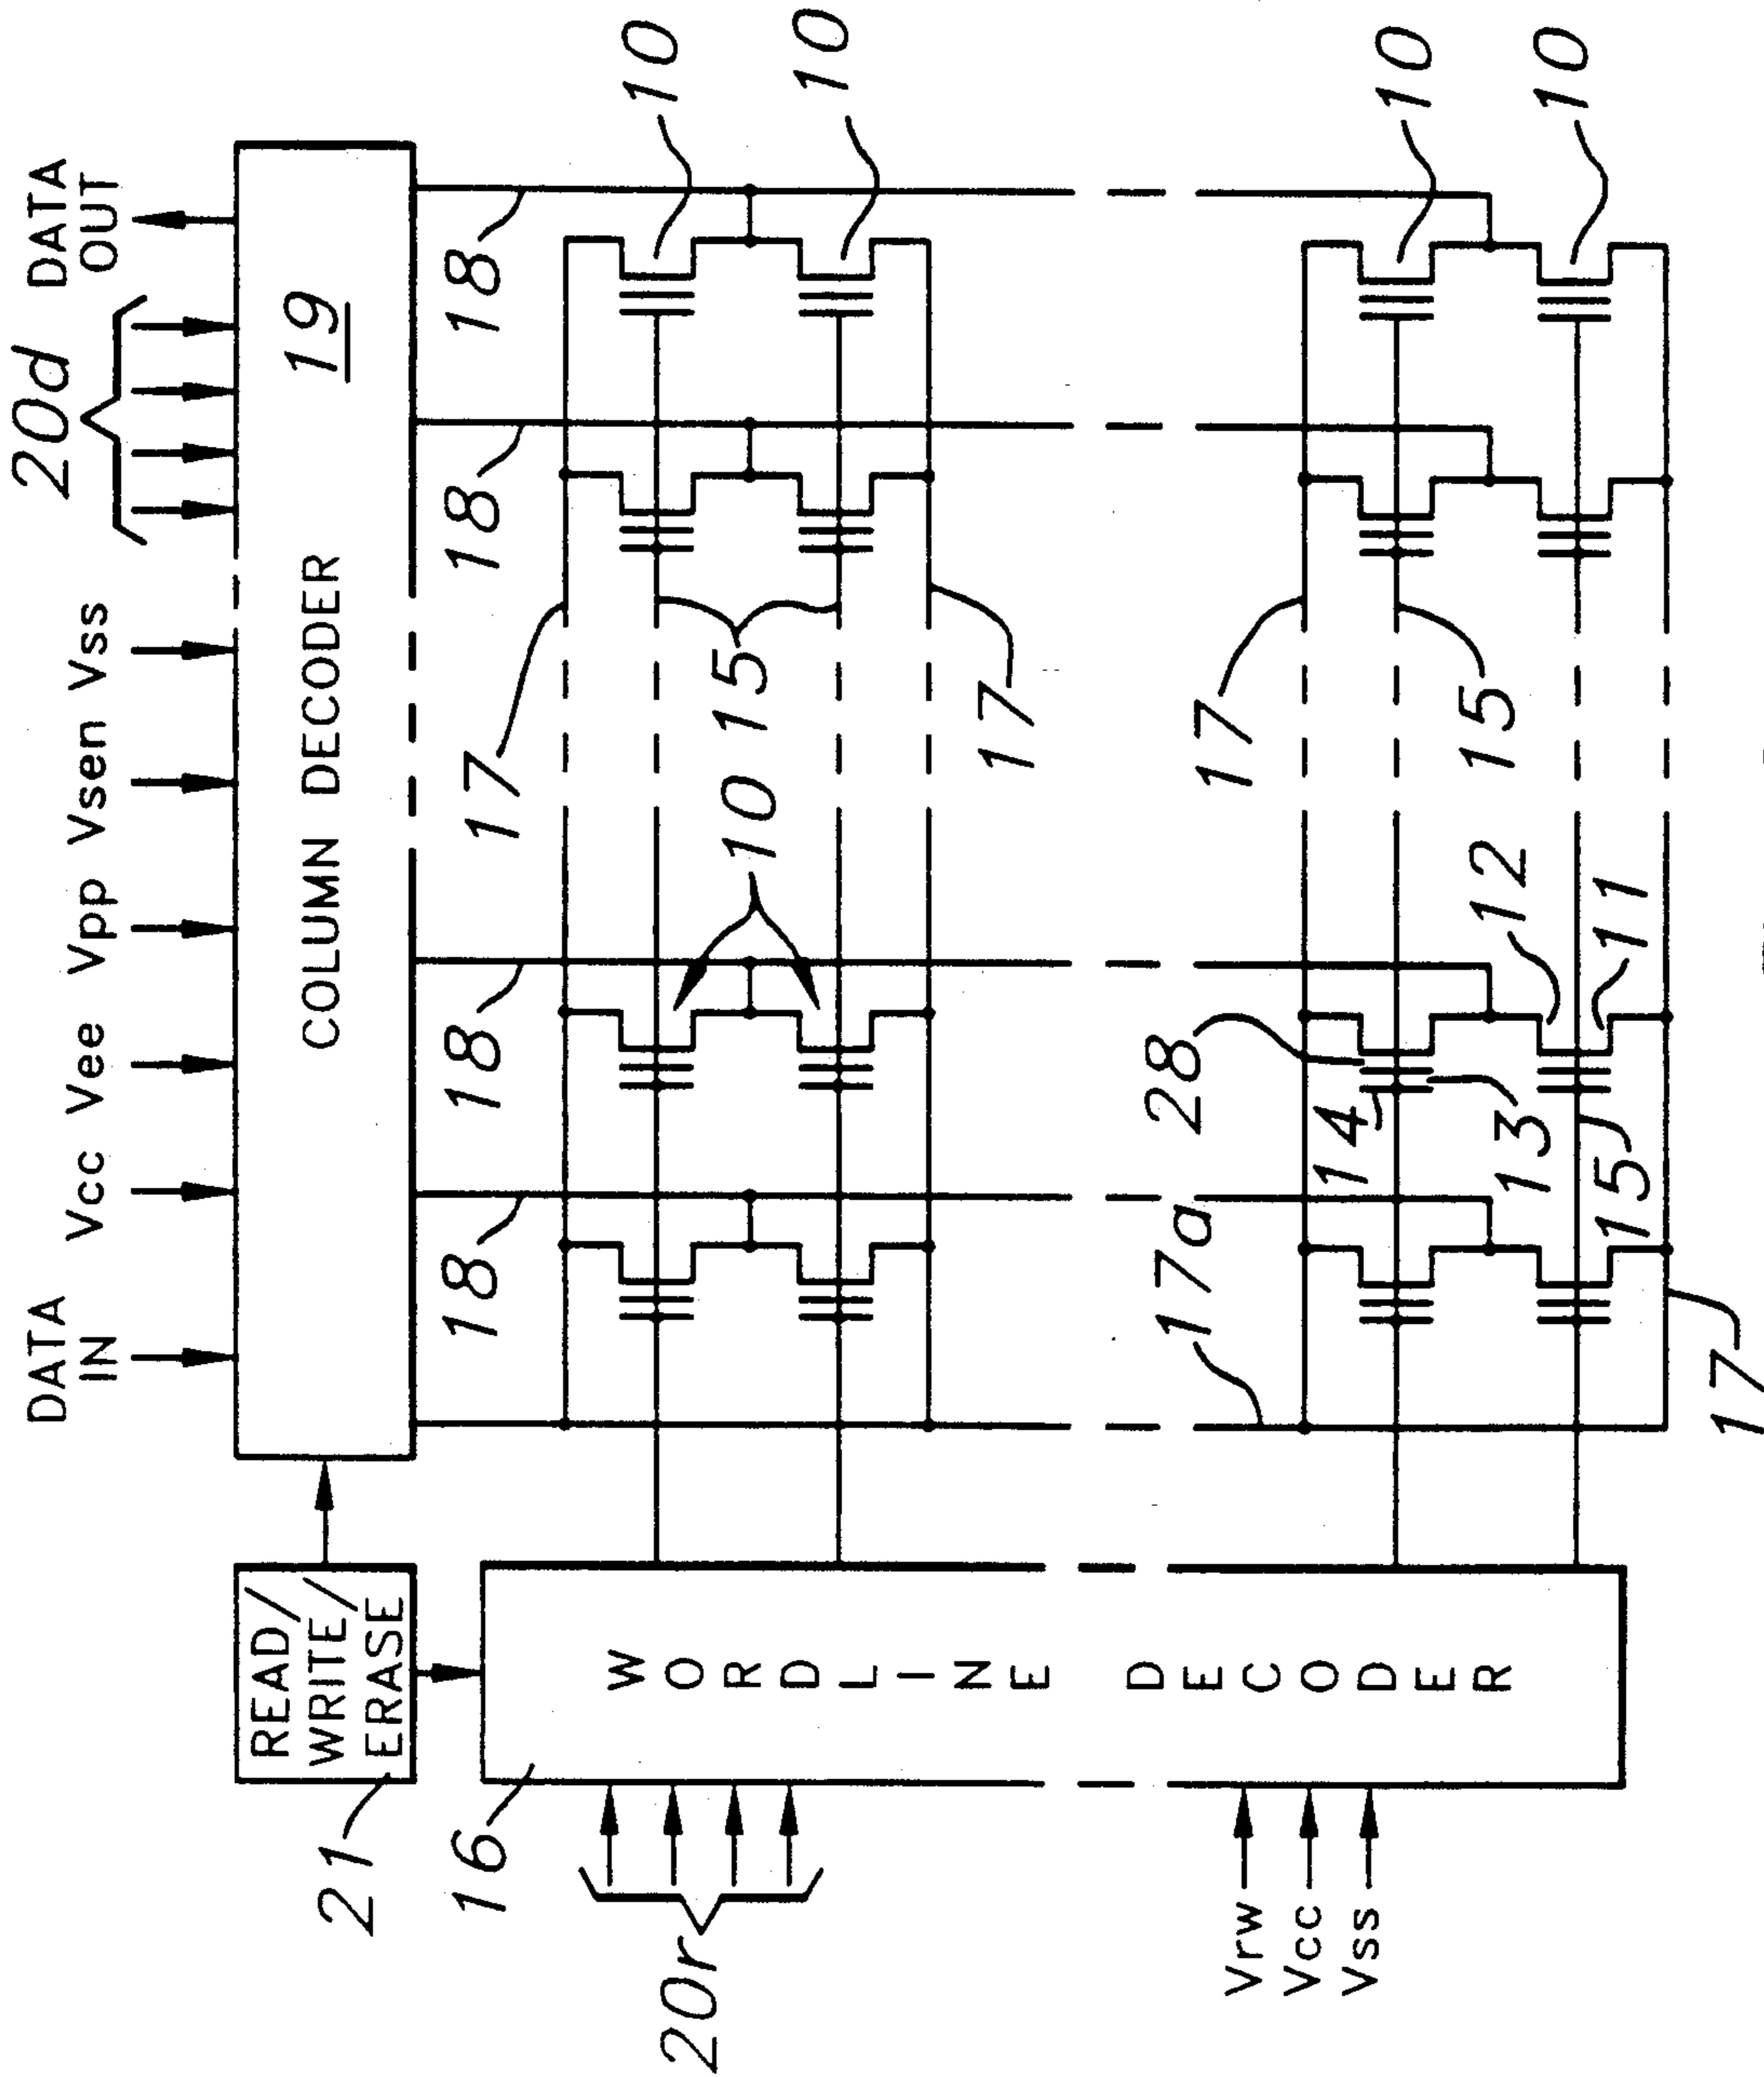 DATA IN
Vcc
Vee
Vpp
Vsen
Vss
20d
DATA OUT
READ/
WRITE/
ERASE
21
COLUMN DECODER
19
18
18
18
18
17
10
10
10
15
17
16
20r
WORDLINE DECODER
Vrw
Vcc
Vss
17a
28
14
13
12
11
15
17
17
15
10
10